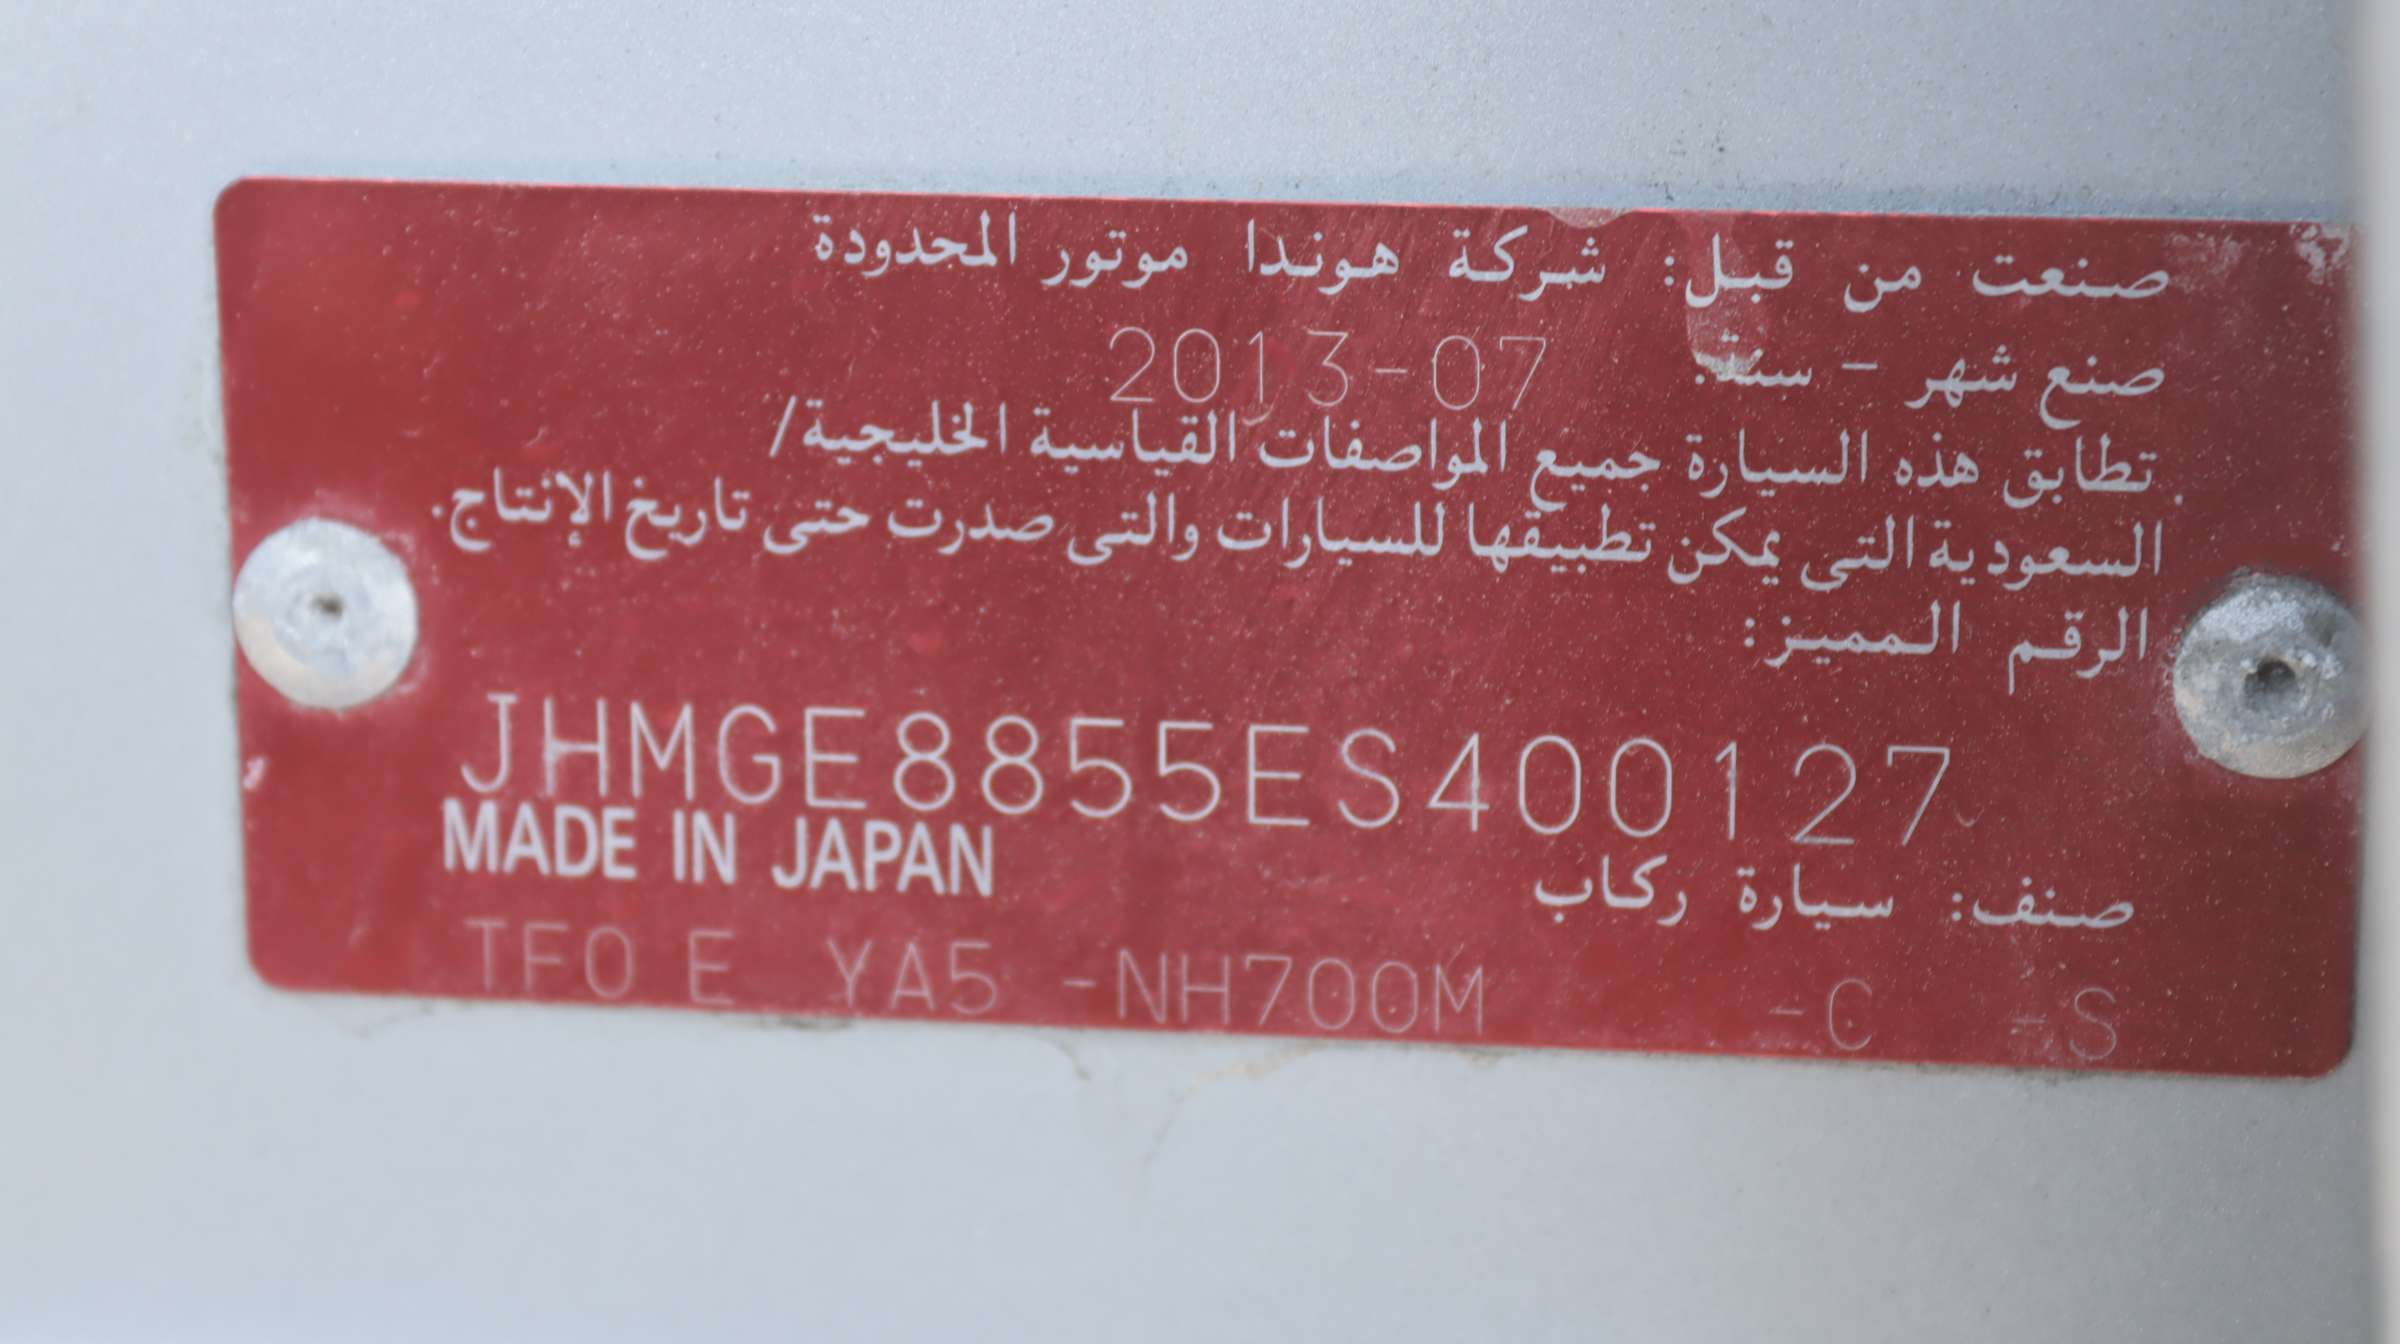 صنعت من قبل: شركة هوندا موتور المحدودة
صنع شهر - سنة: 2013-07
تطابق هذه السيارة جميع المواصفات القياسية الخليجية/
السعودية التى يمكن تطبيقها للسيارات والتى صدرت حتى تاريخ الإنتاج.
الرقم المميز:
JHMGE8855ES400127
MADE IN JAPAN
صنف: سيارة ركاب
TF0 E YA5 -NH700M -C -S